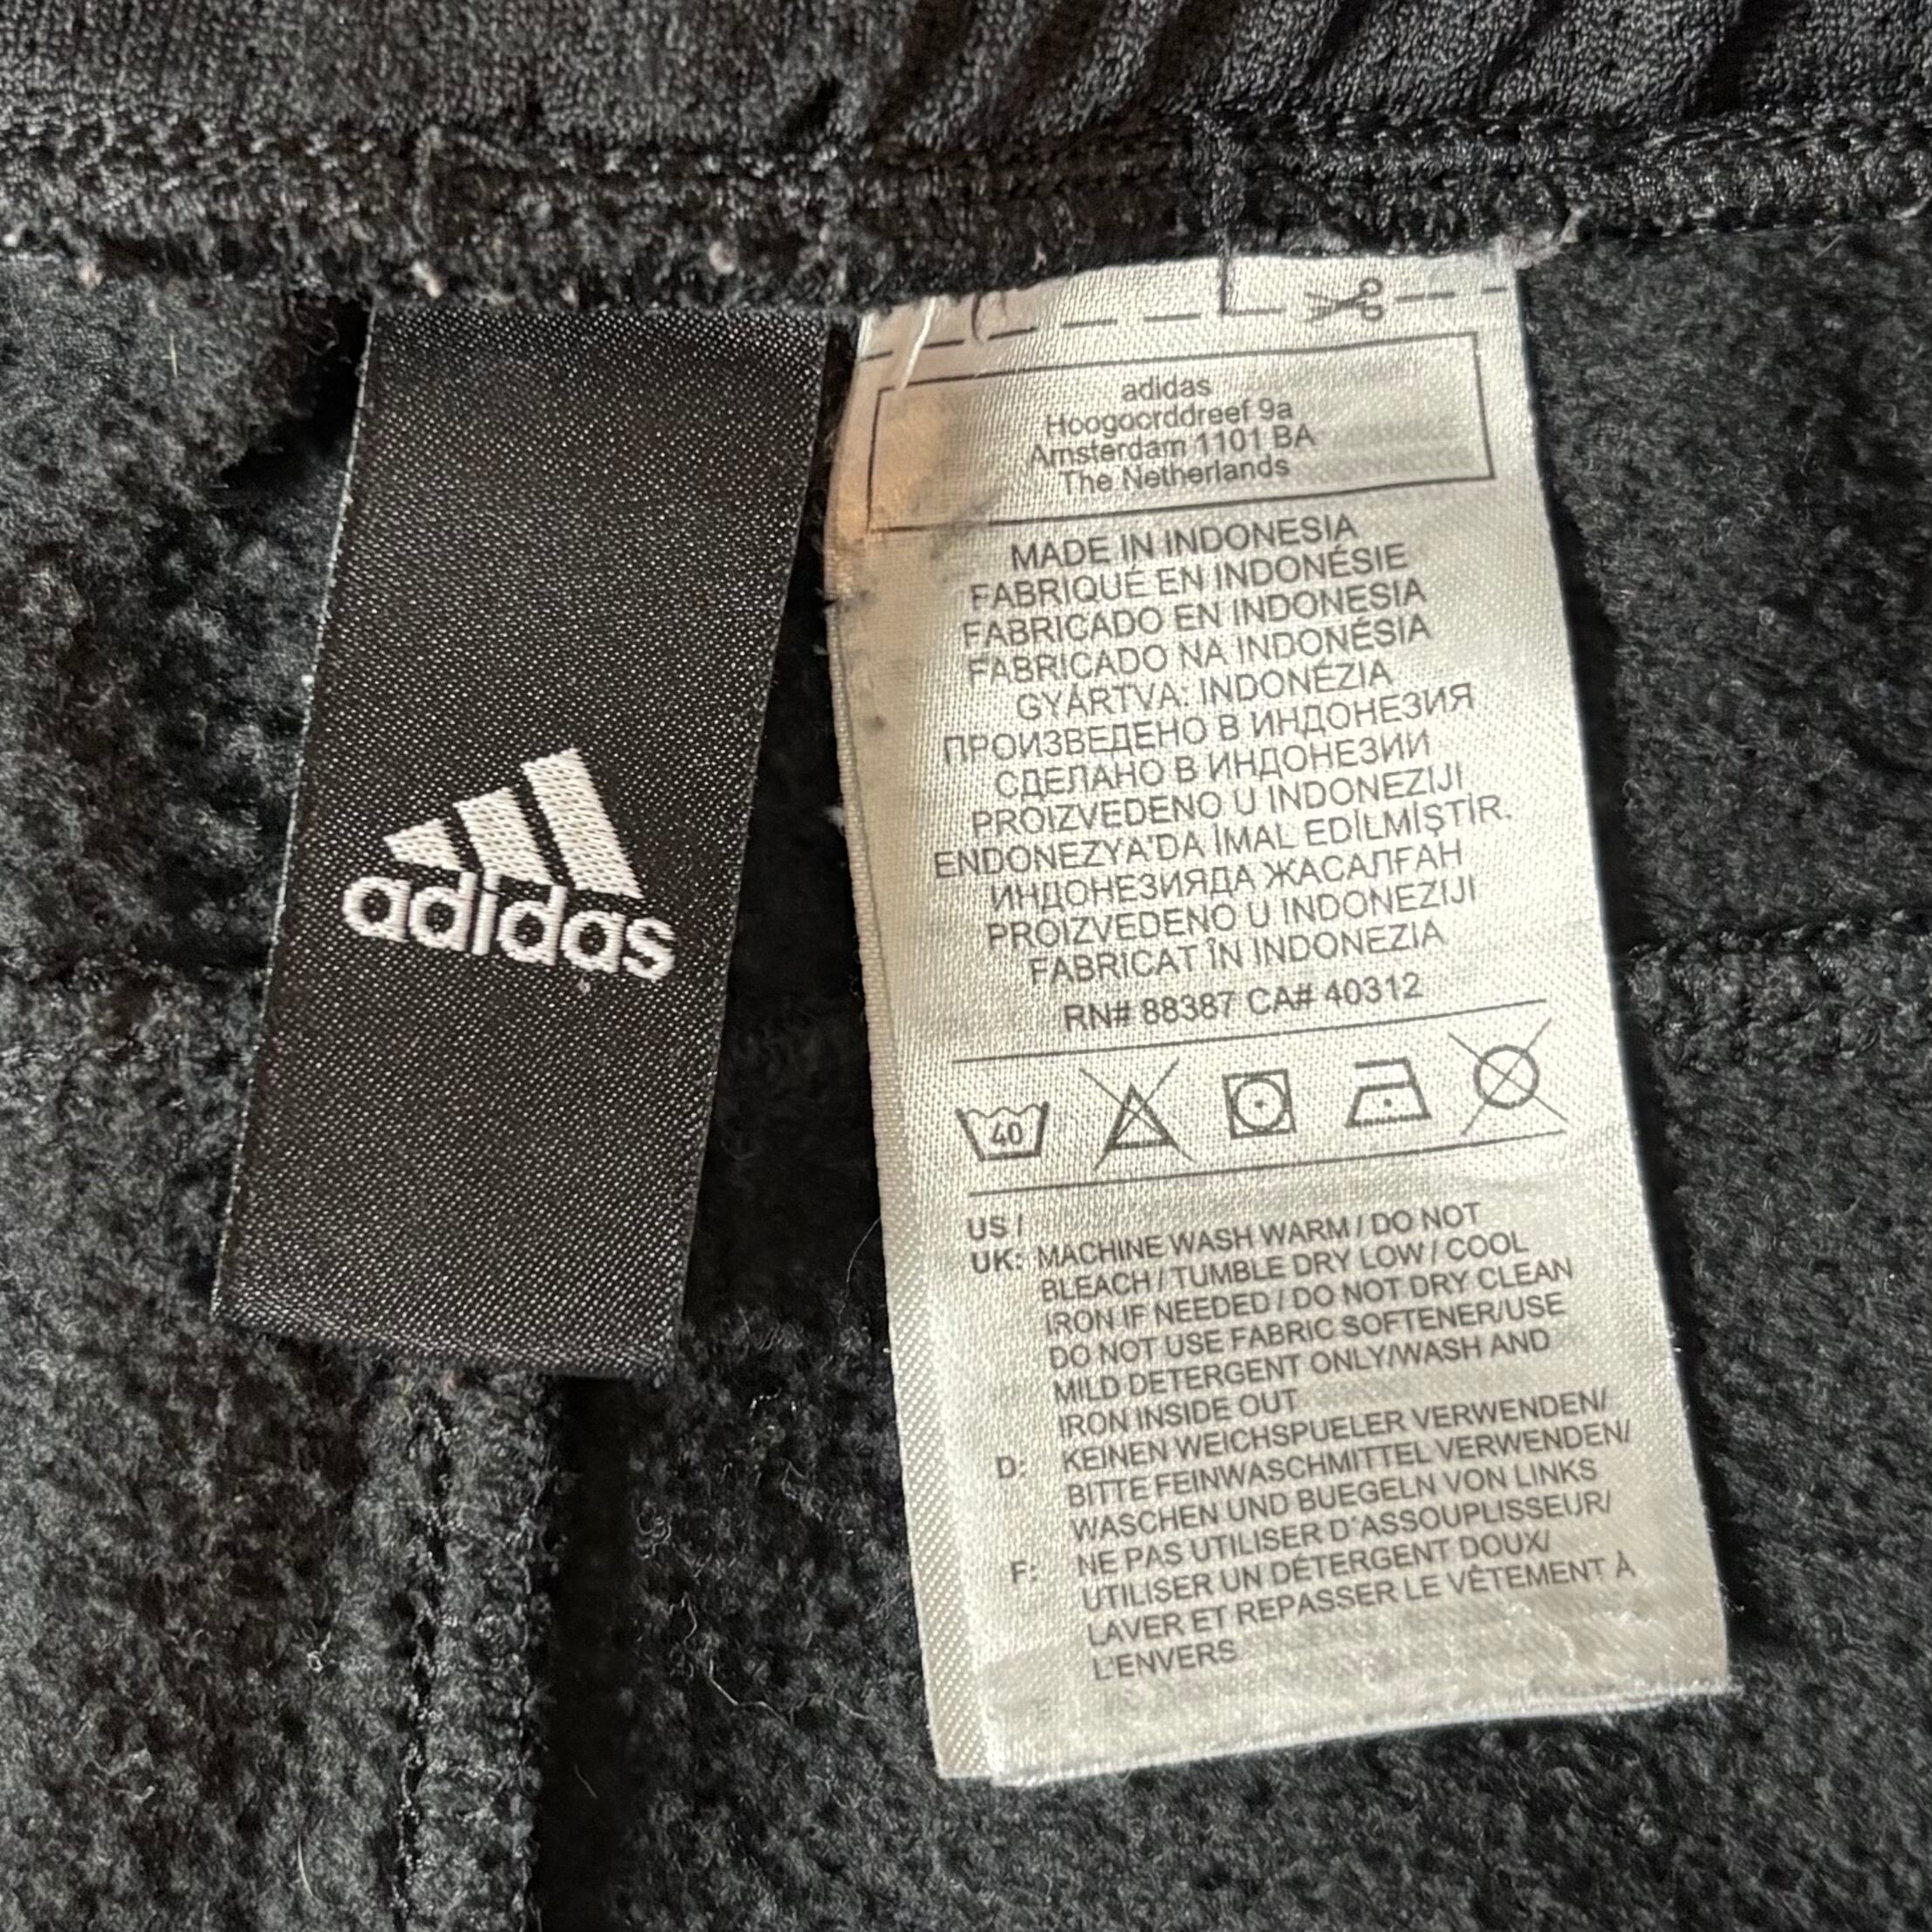 adidas
adidas
Hoogoorddreef 9a
Amsterdam 1101 BA
The Netherlands
MADE IN INDONESIA
FABRIQUÉ EN INDONÉSIE
FABRICADO EN INDONESIA
FABRICADO NA INDONÉSIA
GYÁRTVA: INDONÉZIA
ПРОИЗВЕДЕНО В ИНДОНЕЗИЯ
СДЕЛАНО В ИНДОНЕЗИИ
PROIZVEDENO U INDONEZIJI
ENDONEZYA'DA İMAL EDİLMİŞTİR.
ИНДОНЕЗИЯДА ЖАСАЛҒАН
PROIZVEDENO U INDONEZIJI
FABRICAT ÎN INDONEZIA
RN# 88387 CA# 40312
40
US /
UK: MACHINE WASH WARM / DO NOT
BLEACH / TUMBLE DRY LOW / COOL
IRON IF NEEDED / DO NOT DRY CLEAN
DO NOT USE FABRIC SOFTENER/USE
MILD DETERGENT ONLY/WASH AND
IRON INSIDE OUT
D: KEINEN WEICHSPUELER VERWENDEN/
BITTE FEINWASCHMITTEL VERWENDEN/
WASCHEN UND BUEGELN VON LINKS
F: NE PAS UTILISER D'ASSOUPLISSEUR/
UTILISER UN DÉTERGENT DOUX/
LAVER ET REPASSER LE VÊTEMENT À
L'ENVERS